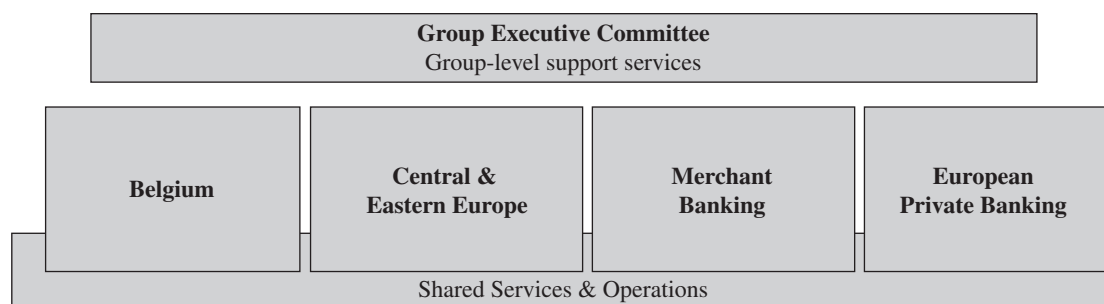 Group Executive Committee
Group-level support services
Belgium
Central &
Eastern Europe
Merchant
Banking
European
Private Banking
Shared Services & Operations